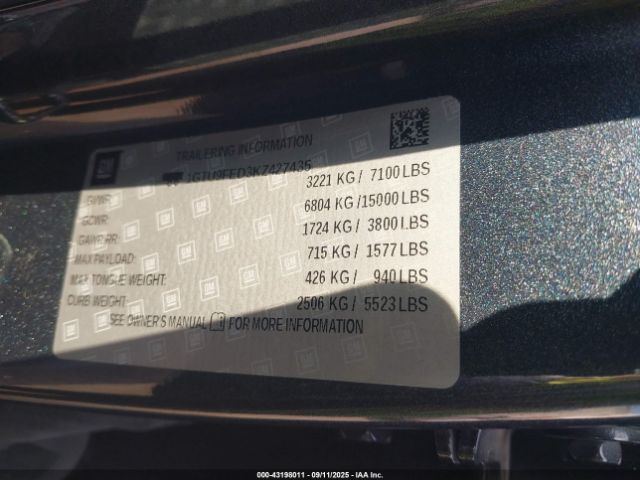 TRAILERING INFORMATION
GM
1GTU9FED3KZ427435
GVWR: 3221 KG / 7100 LBS
GCWR: 6804 KG /15000 LBS
GAWR RR: 1724 KG / 3800 LBS
MAX PAYLOAD: 715 KG / 1577 LBS
MAX TONGUE WEIGHT: 426 KG / 940 LBS
CURB WEIGHT: 2506 KG / 5523 LBS
SEE OWNER'S MANUAL FOR MORE INFORMATION
000-43198011 - 09/11/2025 - IAA Inc.